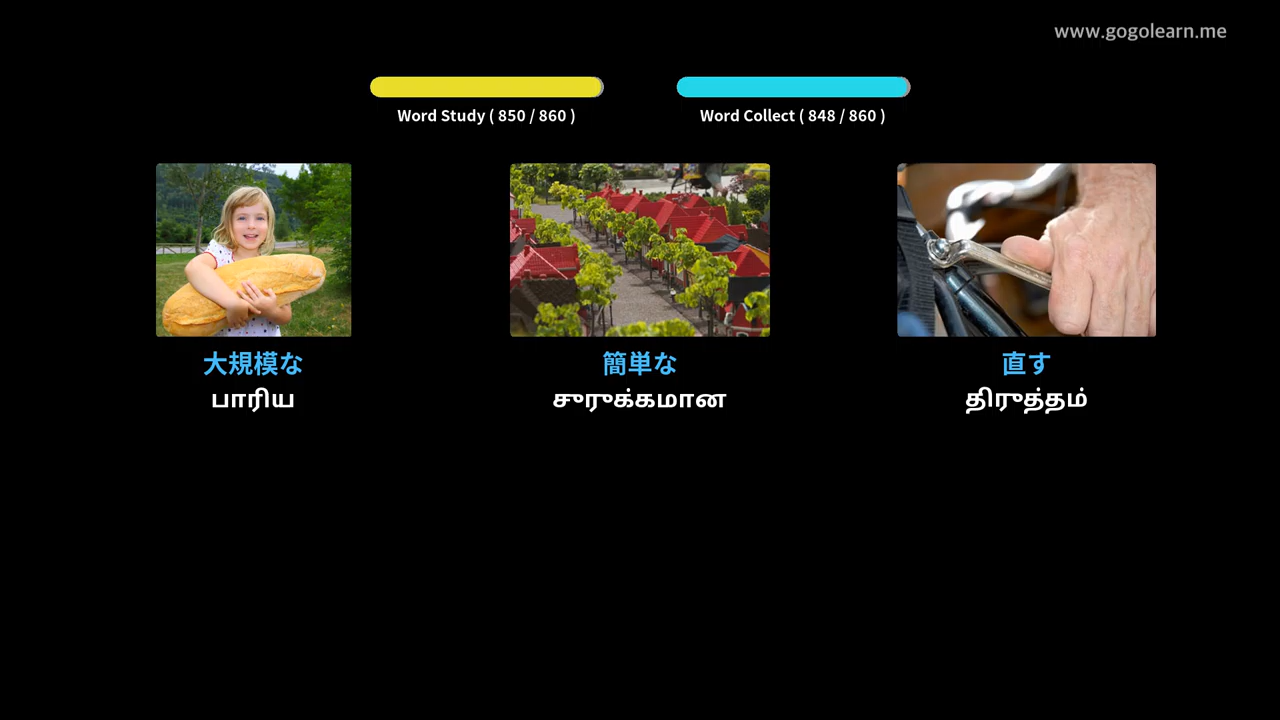 www.gogolearn.me
Word Study ( 850 / 860 )
Word Collect ( 848 / 860 )
大規模な
பாரிய
簡単な
சுருக்கமான
直す
திருத்தம்